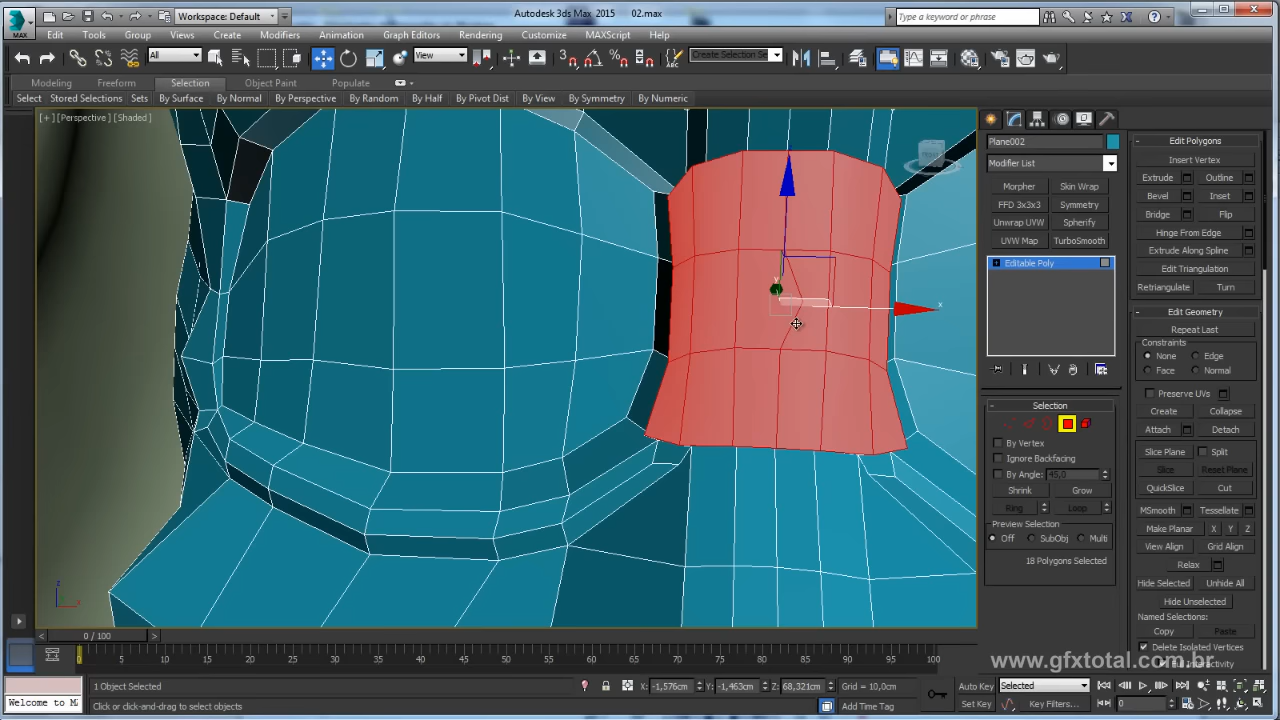 MAX Workspace: Default Autodesk 3ds Max 2015 02.max Type a keyword or phrase
Edit Tools Group Views Create Modifiers Animation Graph Editors Rendering Customize MAXScript Help
All View Create Selection Se
Modeling Freeform Selection Object Paint Populate
Select Stored Selections Sets By Surface By Normal By Perspective By Random By Half By Pivot Dist By View By Symmetry By Numeric
[+] [Perspective] [Shaded]
Plane002
Modifier List
Morpher Skin Wrap
FFD 3x3x3 Symmetry
Unwrap UVW Spherify
UVW Map TurboSmooth
Editable Poly
Selection
By Vertex
Ignore Backfacing
By Angle: 45,0
Shrink Grow
Ring Loop
Preview Selection
Off SubObj Multi
18 Polygons Selected
Edit Polygons
Insert Vertex
Extrude Outline
Bevel Inset
Bridge Flip
Hinge From Edge
Extrude Along Spline
Edit Triangulation
Retriangulate Turn
Edit Geometry
Repeat Last
Constraints
None Edge
Face Normal
Preserve UVs
Create Collapse
Attach Detach
Slice Plane Split
Slice Reset Plane
QuickSlice Cut
MSmooth Tessellate
Make Planar X Y Z
View Align Grid Align
Relax
Hide Selected Unhide All
Hide Unselected
Named Selections:
Copy Paste
Delete Isolated Vertices
Full Interactivity
x
y
z
x
0 / 100
0 5 10 15 20 25 30 35 40 45 50 55 60 65 70 75 80 85 90 95 100
www.gfxtotal.com.br
1 Object Selected X: -1,576cm Y: -1,463cm Z: 68,321cm Grid = 10,0cm Auto Key Selected
Welcome to M Click or click-and-drag to select objects Add Time Tag Set Key Key Filters... 0